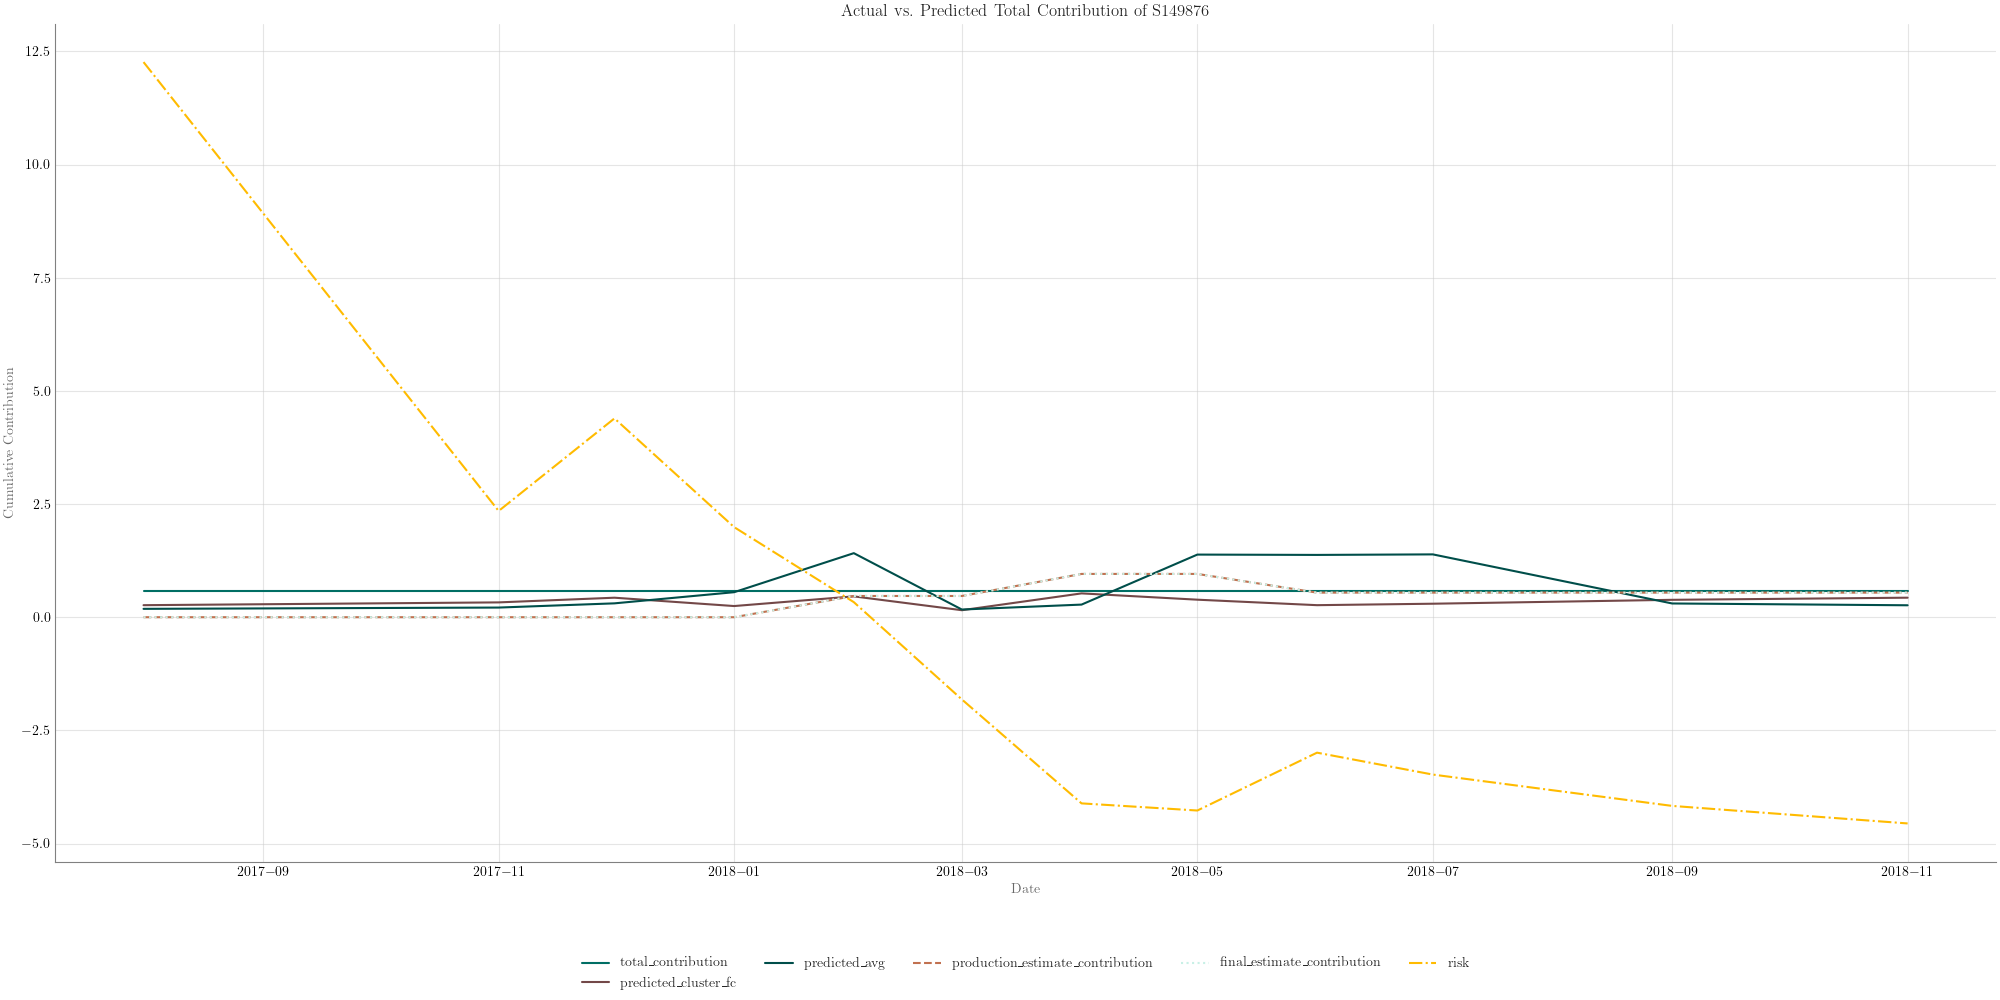 Actual vs. Predicted Total Contribution of S149876
12.5
10.0
7.5
5.0
2.5
0.0
−2.5
−5.0
Cumulative Contribution
2017−09 2017−11 2018−01 2018−03 2018−05 2018−07 2018−09 2018−11
Date
total_contribution predicted_avg production_estimate_contribution final_estimate_contribution risk
predicted_cluster_fc